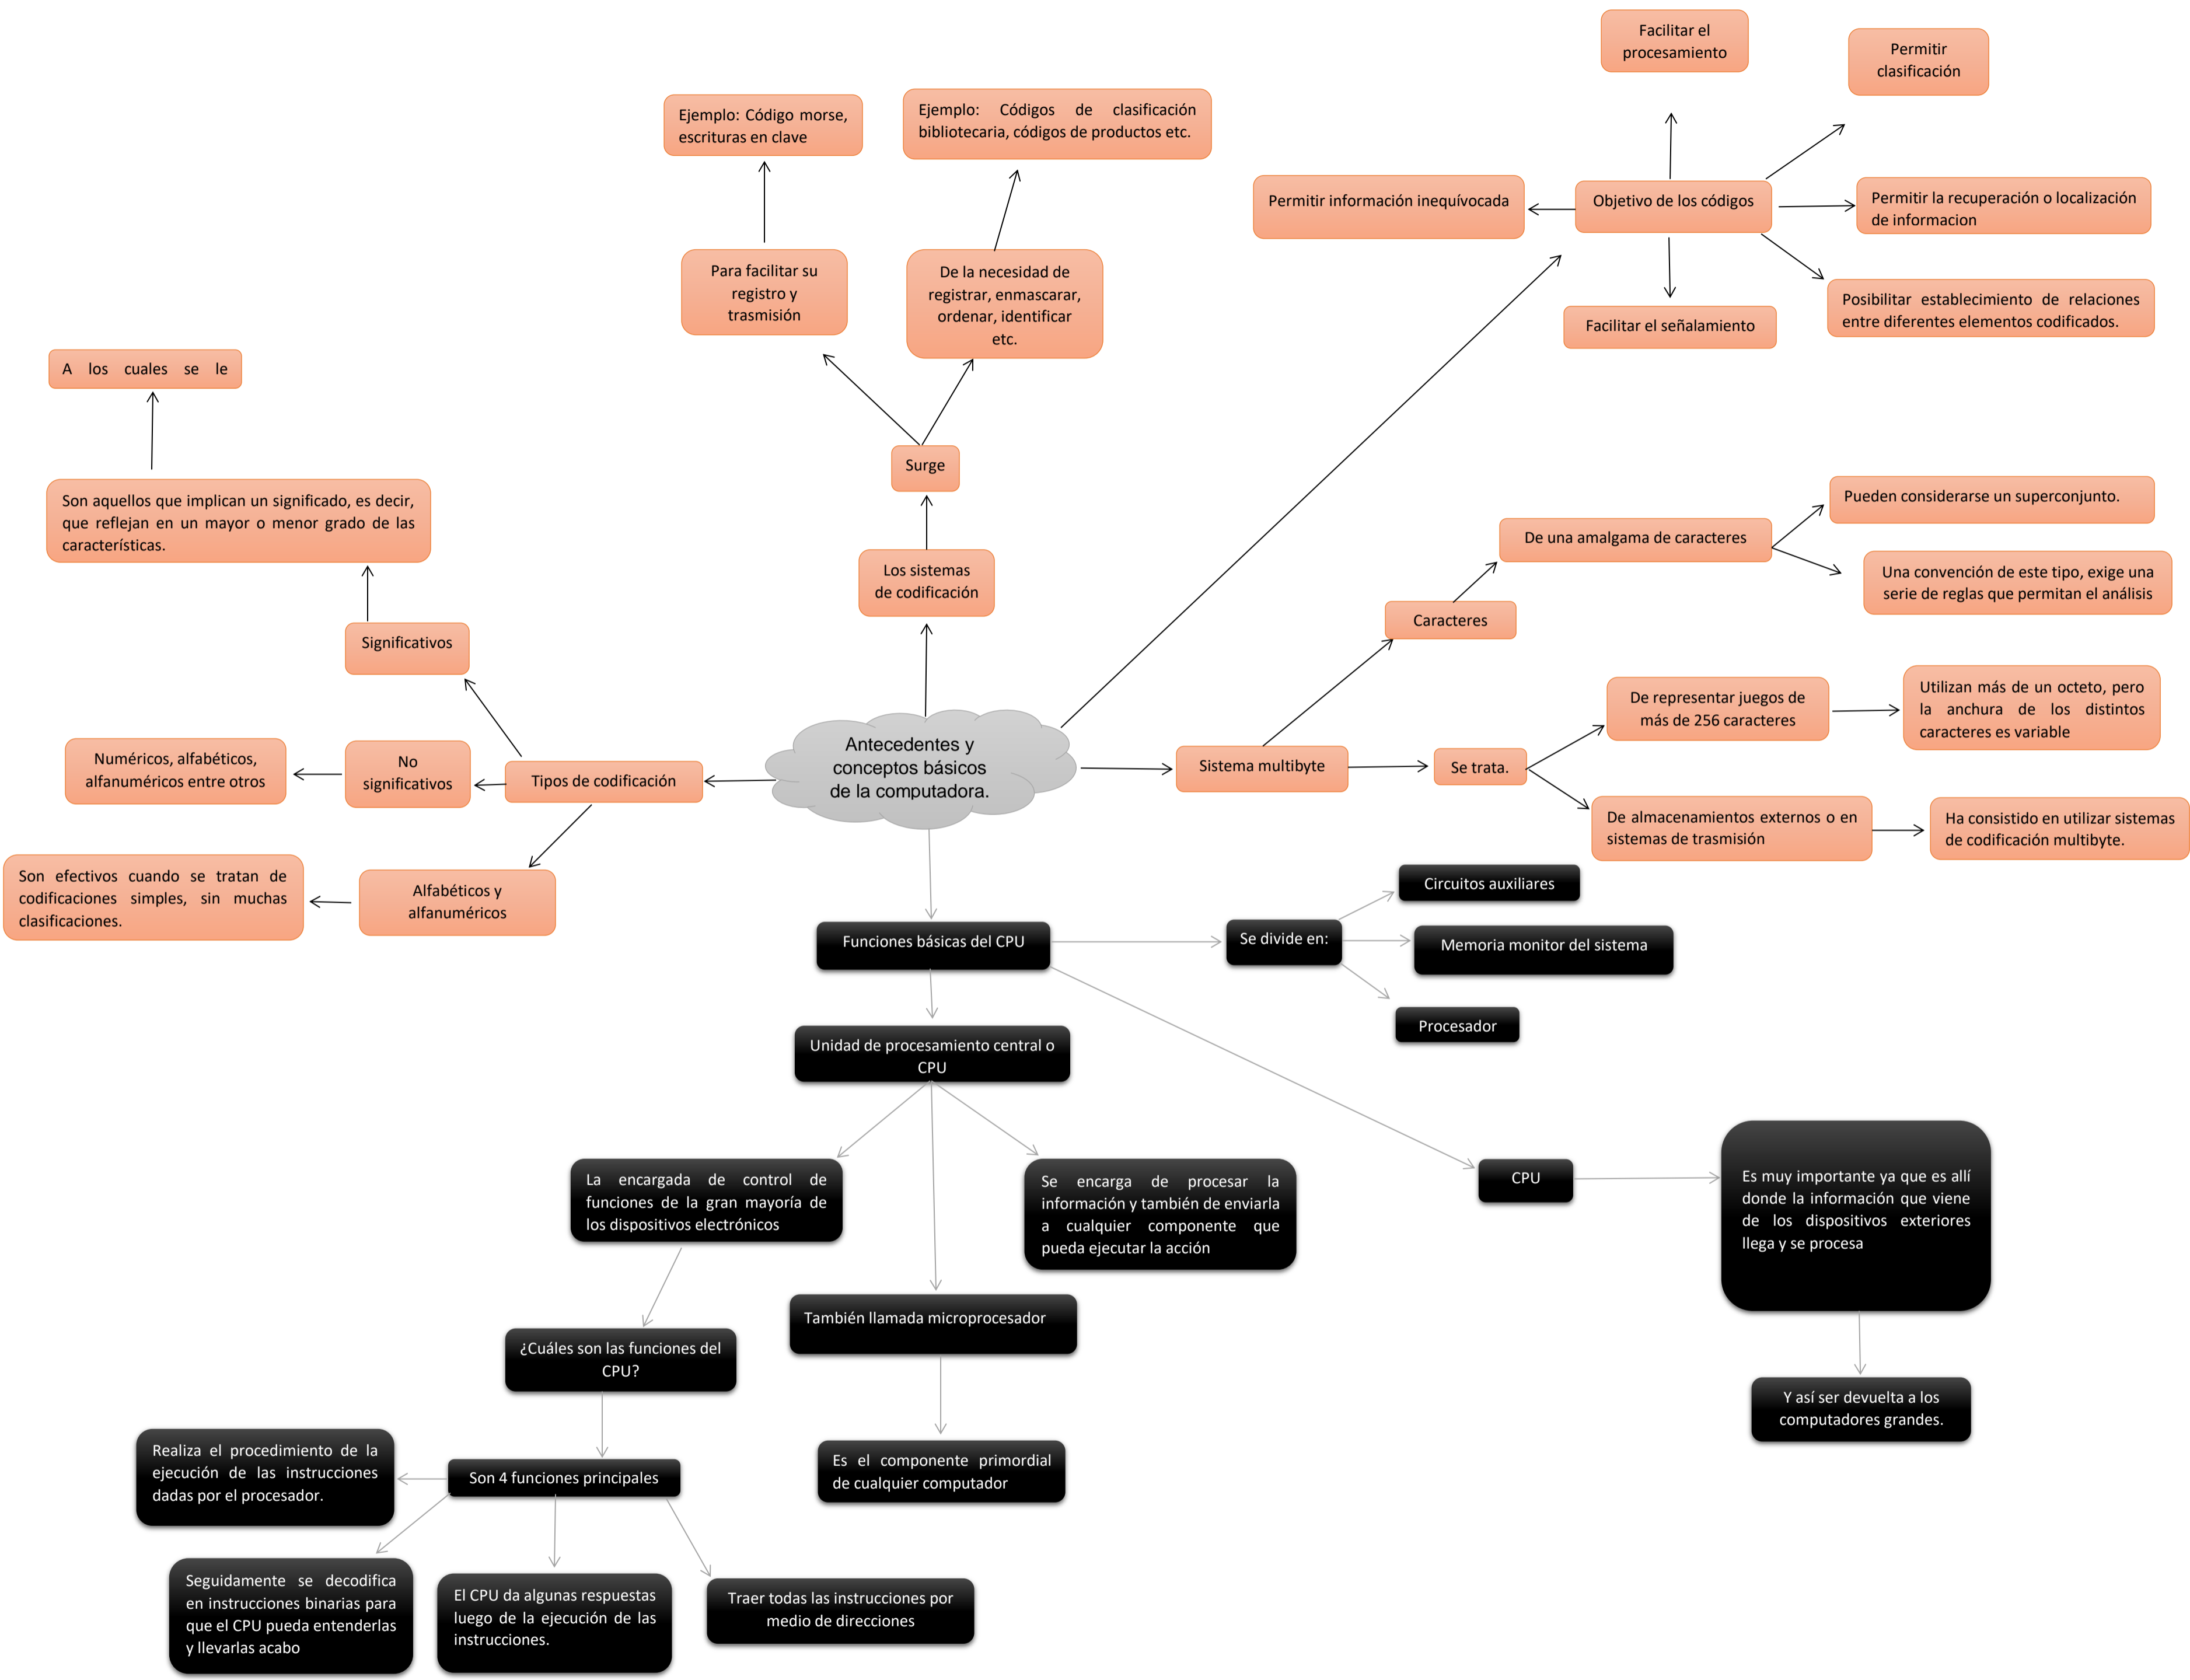 Facilitar el
procesamiento
Permitir
clasificación
Ejemplo: Código morse,
escrituras en clave
Ejemplo: Códigos de clasificación
bibliotecaria, códigos de productos etc.
Permitir información inequívocada
Objetivo de los códigos
Permitir la recuperación o localización
de informacion
Para facilitar su
registro y
trasmisión
De la necesidad de
registrar, enmascarar,
ordenar, identificar
etc.
Facilitar el señalamiento
Posibilitar establecimiento de relaciones
entre diferentes elementos codificados.
A los cuales se le
Surge
Son aquellos que implican un significado, es decir,
que reflejan en un mayor o menor grado de las
características.
Pueden considerarse un superconjunto.
De una amalgama de caracteres
Los sistemas
de codificación
Una convención de este tipo, exige una
serie de reglas que permitan el análisis
Caracteres
Significativos
De representar juegos de
más de 256 caracteres
Utilizan más de un octeto, pero
la anchura de los distintos
caracteres es variable
Numéricos, alfabéticos,
alfanuméricos entre otros
No
significativos
Tipos de codificación
Antecedentes y
conceptos básicos
de la computadora.
Sistema multibyte
Se trata.
De almacenamientos externos o en
sistemas de trasmisión
Ha consistido en utilizar sistemas
de codificación multibyte.
Son efectivos cuando se tratan de
codificaciones simples, sin muchas
clasificaciones.
Alfabéticos y
alfanuméricos
Circuitos auxiliares
Funciones básicas del CPU
Se divide en:
Memoria monitor del sistema
Procesador
Unidad de procesamiento central o
CPU
La encargada de control de
funciones de la gran mayoría de
los dispositivos electrónicos
Se encarga de procesar la
información y también de enviarla
a cualquier componente que
pueda ejecutar la acción
CPU
Es muy importante ya que es allí
donde la información que viene
de los dispositivos exteriores
llega y se procesa
También llamada microprocesador
¿Cuáles son las funciones del
CPU?
Y así ser devuelta a los
computadores grandes.
Realiza el procedimiento de la
ejecución de las instrucciones
dadas por el procesador.
Son 4 funciones principales
Es el componente primordial
de cualquier computador
Seguidamente se decodifica
en instrucciones binarias para
que el CPU pueda entenderlas
y llevarlas acabo
El CPU da algunas respuestas
luego de la ejecución de las
instrucciones.
Traer todas las instrucciones por
medio de direcciones